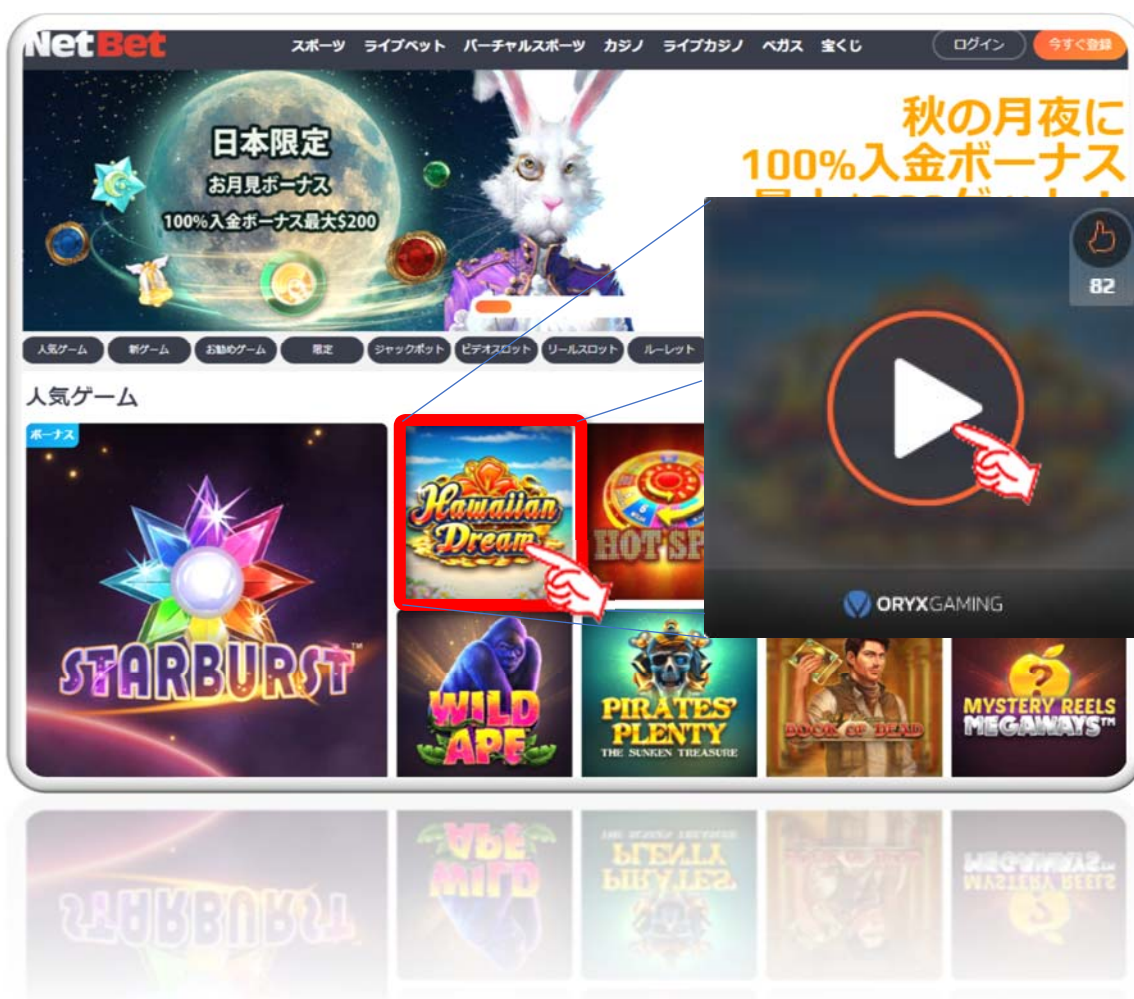 NetBet
スポーツ ライブベット バーチャルスポーツ カジノ ライブカジノ ベガス 宝くじ
ログイン
今すぐ登録
日本限定
お月見ボーナス
100%入金ボーナス最大$200
秋の月夜に
100%入金ボーナス
82
人気ゲーム
新ゲーム
お勧めゲーム
限定
ジャックポット
ビデオスロット
リールスロット
ルーレット
人気ゲーム
ボーナス
STARBURST™
Hawaiian
Dream
HOT SP
ORYXGAMING
WILD
APE
PIRATES'
PLENTY
THE SUNKEN TREASURE
BOOK OF DEAD
MYSTERY REELS
MEGAWAYS™